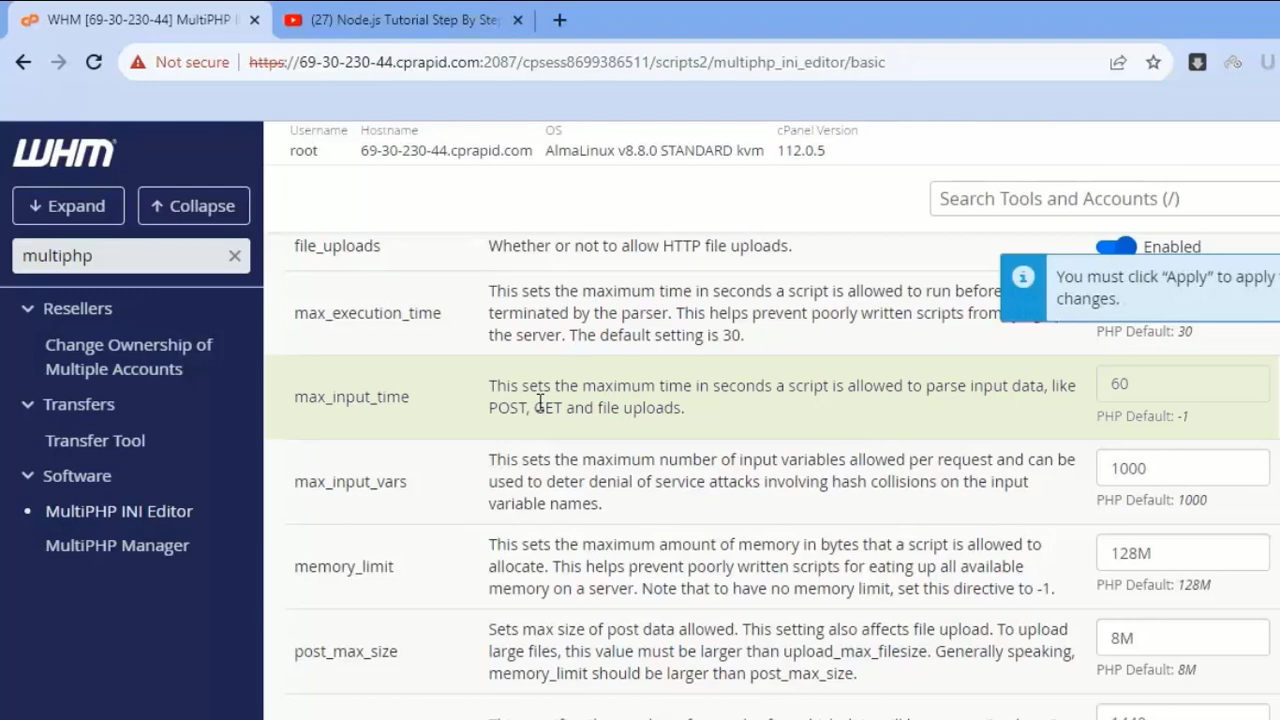 WHM [69-30-230-44] MultiPHP
(27) Node.js Tutorial Step By Ste
Not secure
https://69-30-230-44.cprapid.com:2087/cpsess8699386511/scripts2/multiphp_ini_editor/basic
WHM
Expand
Collapse
multiphp
Resellers
Change Ownership of
Multiple Accounts
Transfers
Transfer Tool
Software
MultiPHP INI Editor
MultiPHP Manager
Username Hostname OS cPanel Version
root 69-30-230-44.cprapid.com AlmaLinux v8.8.0 STANDARD kvm 112.0.5
Search Tools and Accounts (/)
file_uploads
Whether or not to allow HTTP file uploads.
Enabled
You must click “Apply” to apply
changes.
max_execution_time
This sets the maximum time in seconds a script is allowed to run before
terminated by the parser. This helps prevent poorly written scripts from
the server. The default setting is 30.
PHP Default: 30
max_input_time
This sets the maximum time in seconds a script is allowed to parse input data, like
POST, GET and file uploads.
60
PHP Default: -1
max_input_vars
This sets the maximum number of input variables allowed per request and can be
used to deter denial of service attacks involving hash collisions on the input
variable names.
1000
PHP Default: 1000
memory_limit
This sets the maximum amount of memory in bytes that a script is allowed to
allocate. This helps prevent poorly written scripts for eating up all available
memory on a server. Note that to have no memory limit, set this directive to -1.
128M
PHP Default: 128M
post_max_size
Sets max size of post data allowed. This setting also affects file upload. To upload
large files, this value must be larger than upload_max_filesize. Generally speaking,
memory_limit should be larger than post_max_size.
8M
PHP Default: 8M